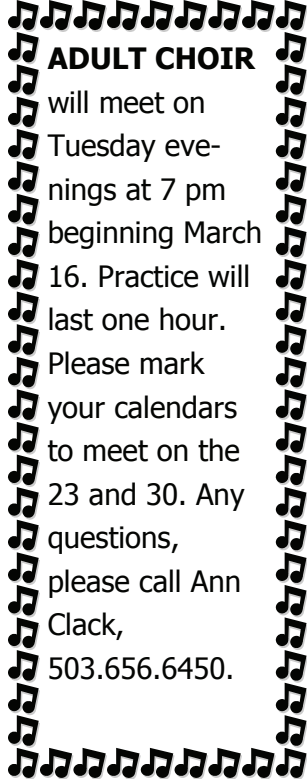 ADULT CHOIR
will meet on
Tuesday eve-
nings at 7 pm
beginning March
16. Practice will
last one hour.
Please mark
your calendars
to meet on the
23 and 30. Any
questions,
please call Ann
Clack,
503.656.6450.